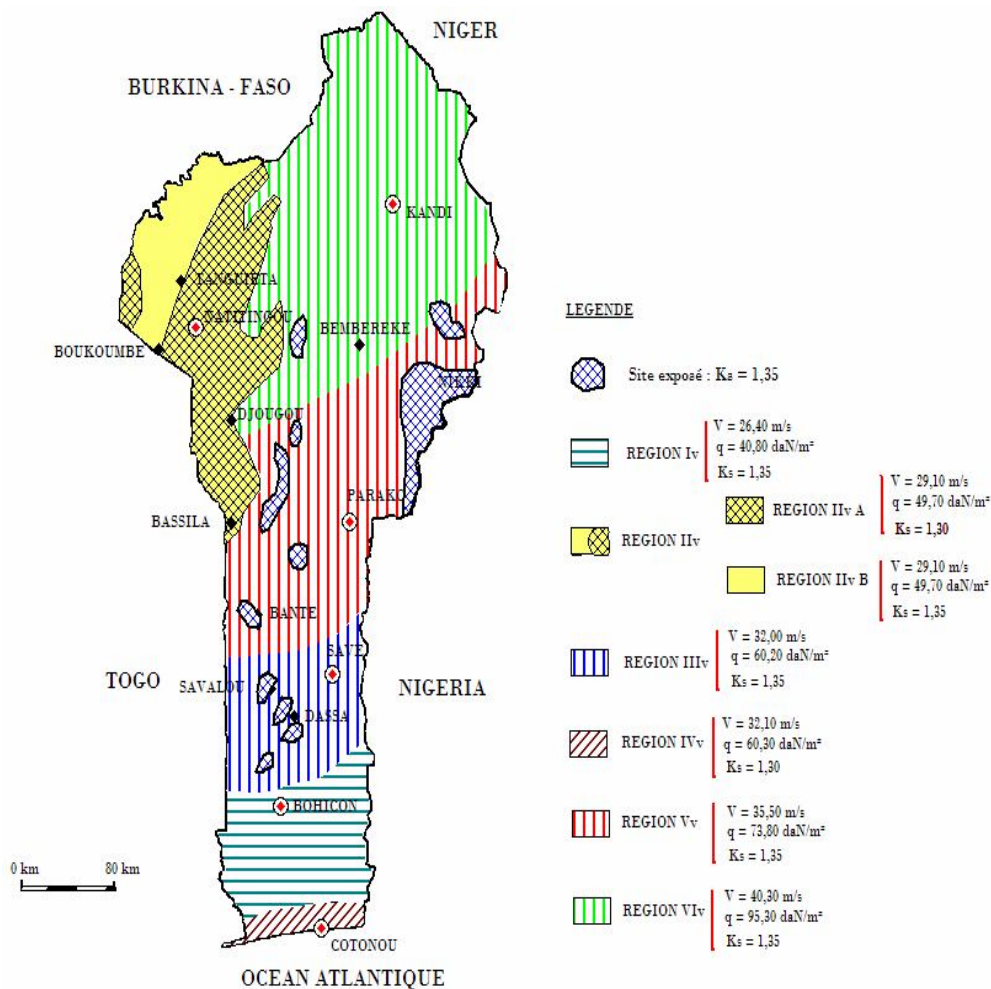 NIGER
BURKINA - FASO
KANDI
TANGUIETA
NATITINGOU
BOUKOUMBE
BEMBEREKE
NIKKI
DJOUGOU
PARAKO
BASSILA
BANTE
SAVE
TOGO
SAVALOU
NIGERIA
DASSA
BOHICON
0 km 80 km
COTONOU
OCEAN ATLANTIQUE
LEGENDE
Site exposé : Ks = 1,35
REGION Iv
V = 26,40 m/s
q = 40,80 daN/m²
Ks = 1,35
REGION IIv
REGION IIv A
V = 29,10 m/s
q = 49,70 daN/m²
Ks = 1,30
REGION IIv B
V = 29,10 m/s
q = 49,70 daN/m²
Ks = 1,35
REGION IIIv
V = 32,00 m/s
q = 60,20 daN/m²
Ks = 1,35
REGION IVv
V = 32,10 m/s
q = 60,30 daN/m²
Ks = 1,30
REGION Vv
V = 35,50 m/s
q = 73,80 daN/m²
Ks = 1,35
REGION VIv
V = 40,30 m/s
q = 95,30 daN/m²
Ks = 1,35